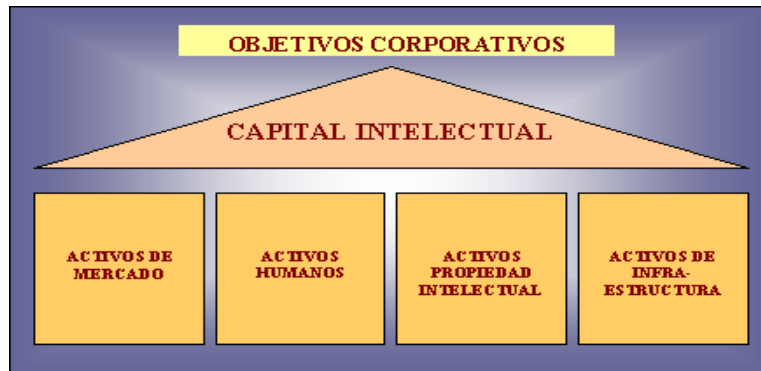 OBJETIVOS CORPORATIVOS
CAPITAL INTELECTUAL
ACTIVOS DE
MERCADO
ACTIVOS
HUMANOS
ACTIVOS
PROPIEDAD
INTELECTUAL
ACTIVOS DE
INFRA-
ESTRUCTURA